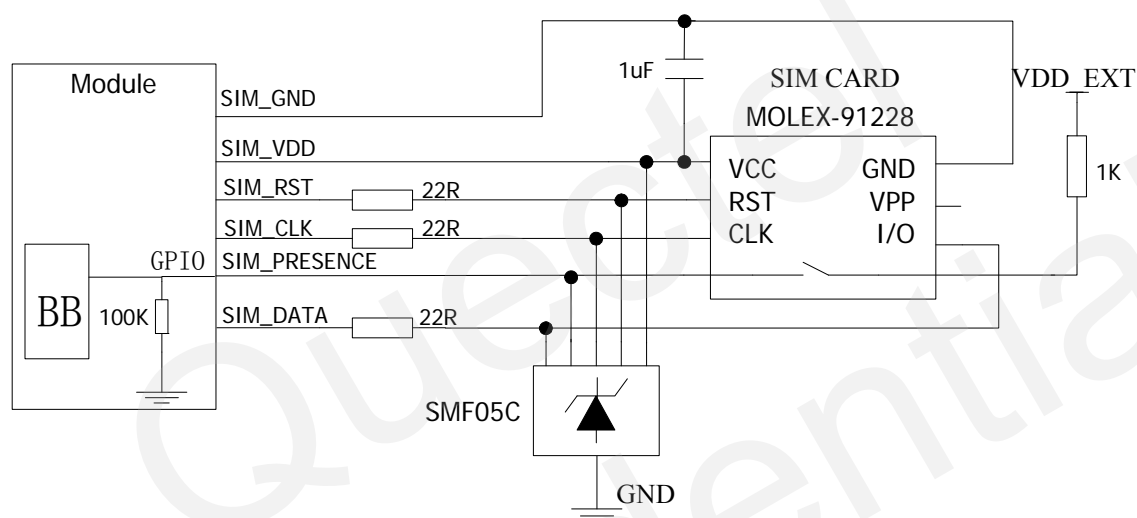 Module
SIM_GND
SIM_VDD
SIM_RST
22R
SIM_CLK
22R
GPIO
SIM_PRESENCE
BB
100K
SIM_DATA
22R
1uF
SIM CARD
MOLEX-91228
VCC
GND
RST
VPP
CLK
I/O
VDD_EXT
1K
SMF05C
GND
Quectel